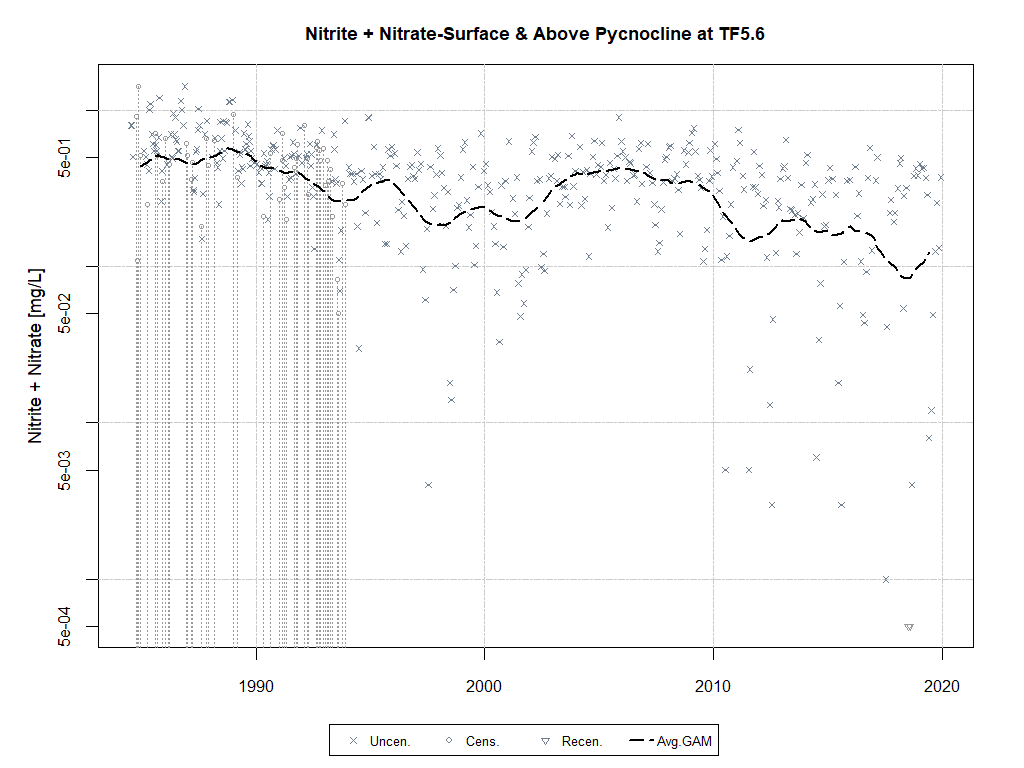 Nitrite + Nitrate-Surface & Above Pycnocline at TF5.6
Nitrite + Nitrate [mg/L]
5e-01
5e-02
5e-03
5e-04
1990 2000 2010 2020
Uncen. Cens. Recen. Avg.GAM